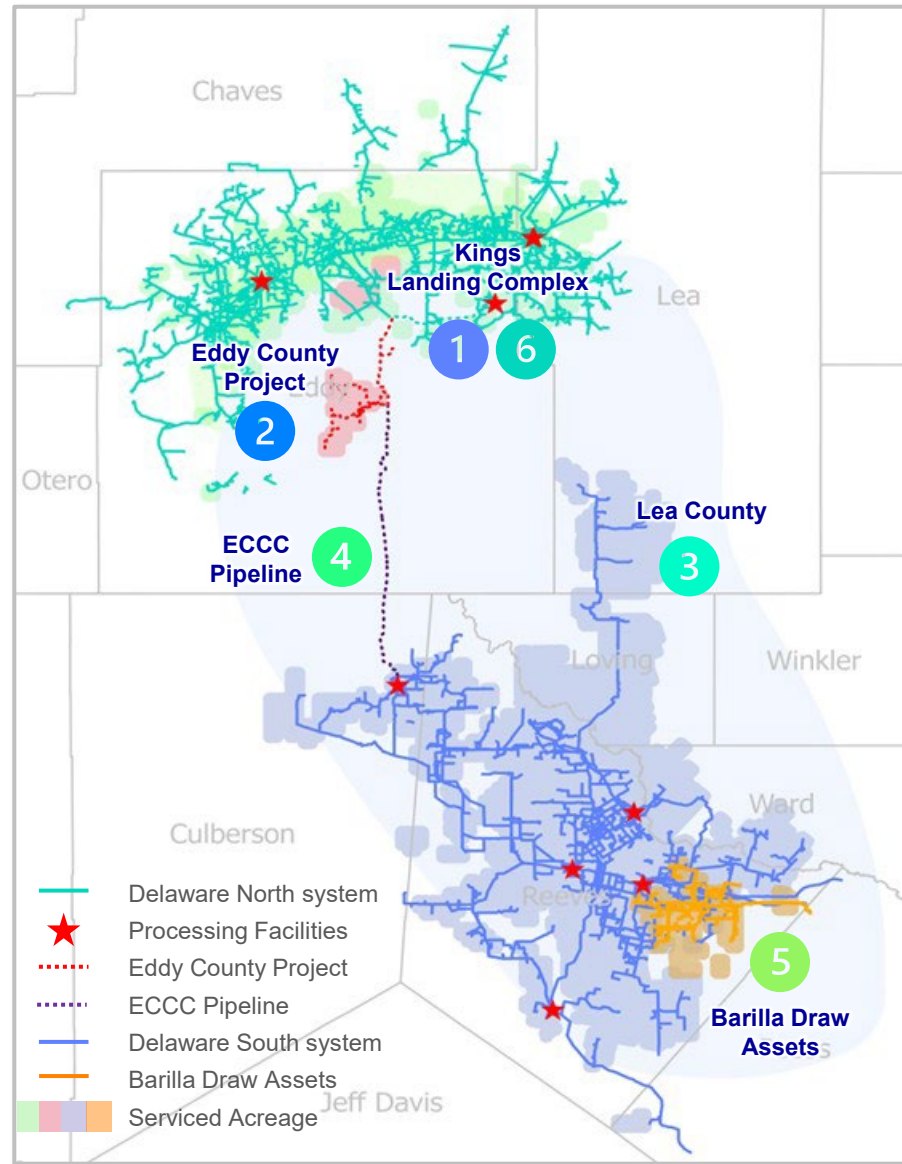 Chaves
Kings
Landing Complex
Lea
1
6
Eddy County
Project
Eddy
2
Otero
Lea County
ECCC
Pipeline
4
3
Loving
Winkler
Ward
Culberson
Reeves
5
Barilla Draw
Assets
Jeff Davis
Delaware North system
Processing Facilities
Eddy County Project
ECCC Pipeline
Delaware South system
Barilla Draw Assets
Serviced Acreage